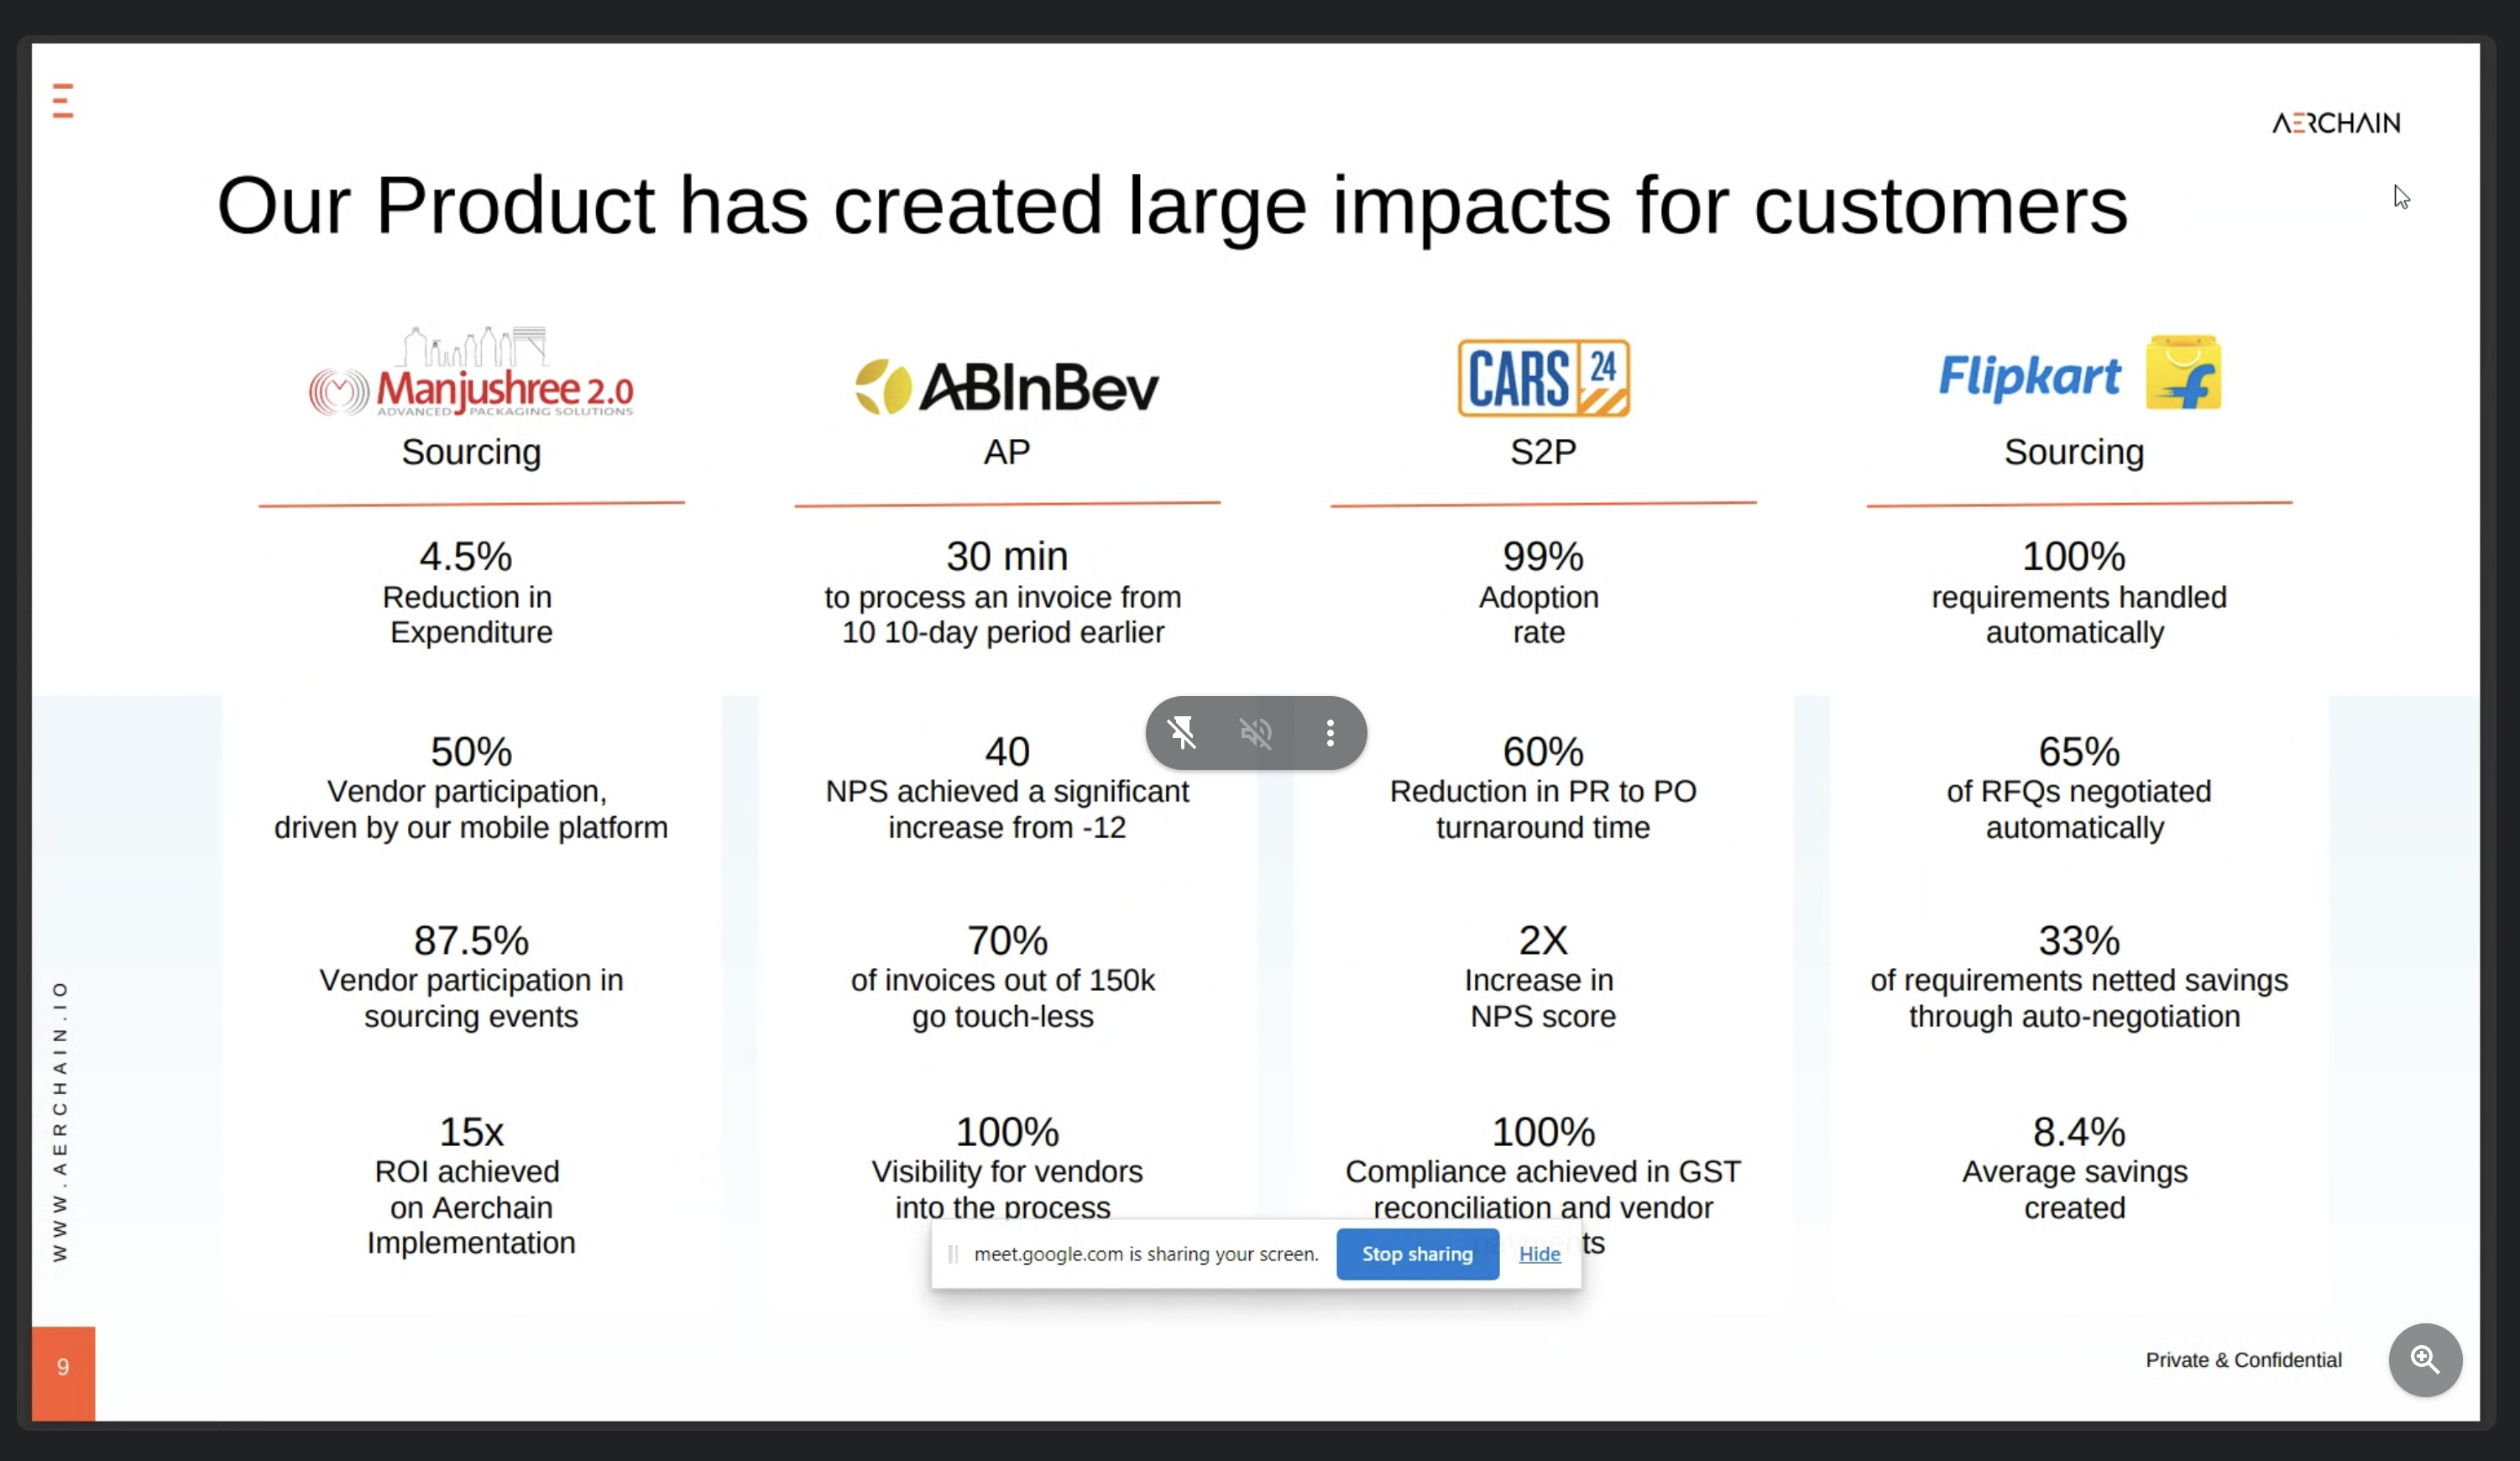 AERCHAIN
Our Product has created large impacts for customers
Manjushree 2.0
ADVANCED PACKAGING SOLUTIONS
Sourcing
4.5%
Reduction in
Expenditure
50%
Vendor participation,
driven by our mobile platform
87.5%
Vendor participation in
sourcing events
15x
ROI achieved
on Aerchain
Implementation
ABInBev
AP
30 min
to process an invoice from
10 10-day period earlier
40
NPS achieved a significant
increase from -12
70%
of invoices out of 150k
go touch-less
100%
Visibility for vendors
into the process
CARS 24
S2P
99%
Adoption
rate
60%
Reduction in PR to PO
turnaround time
2X
Increase in
NPS score
100%
Compliance achieved in GST
reconciliation and vendor
Flipkart
Sourcing
100%
requirements handled
automatically
65%
of RFQs negotiated
automatically
33%
of requirements netted savings
through auto-negotiation
8.4%
Average savings
created
meet.google.com is sharing your screen. Stop sharing Hide
WWW.AERCHAIN.IO
9
Private & Confidential